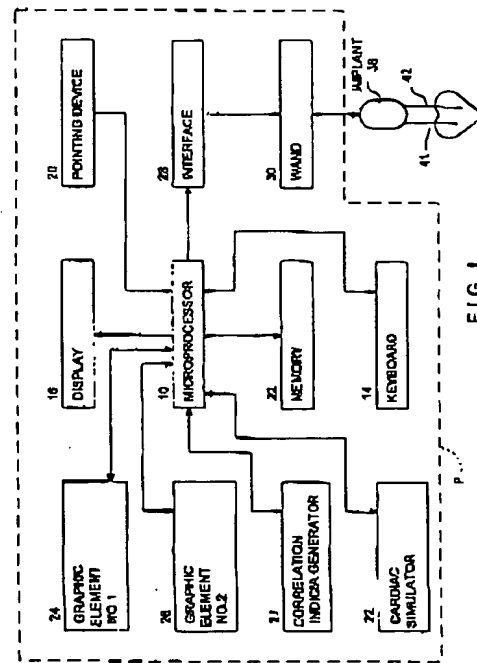 24
GRAPHIC
ELEMENT
NO.1
16
DISPLAY
20
POINTING DEVICE
26
GRAPHIC
ELEMENT
NO.2
10
MICROPROCESSOR
28
INTERFACE
27
CORRELATION
INDICIA GENERATOR
22
MEMORY
30
WAND
22
CARDIAC
SIMULATOR
14
KEYBOARD
IMPLANT
38
41
42
P
FIG. 1